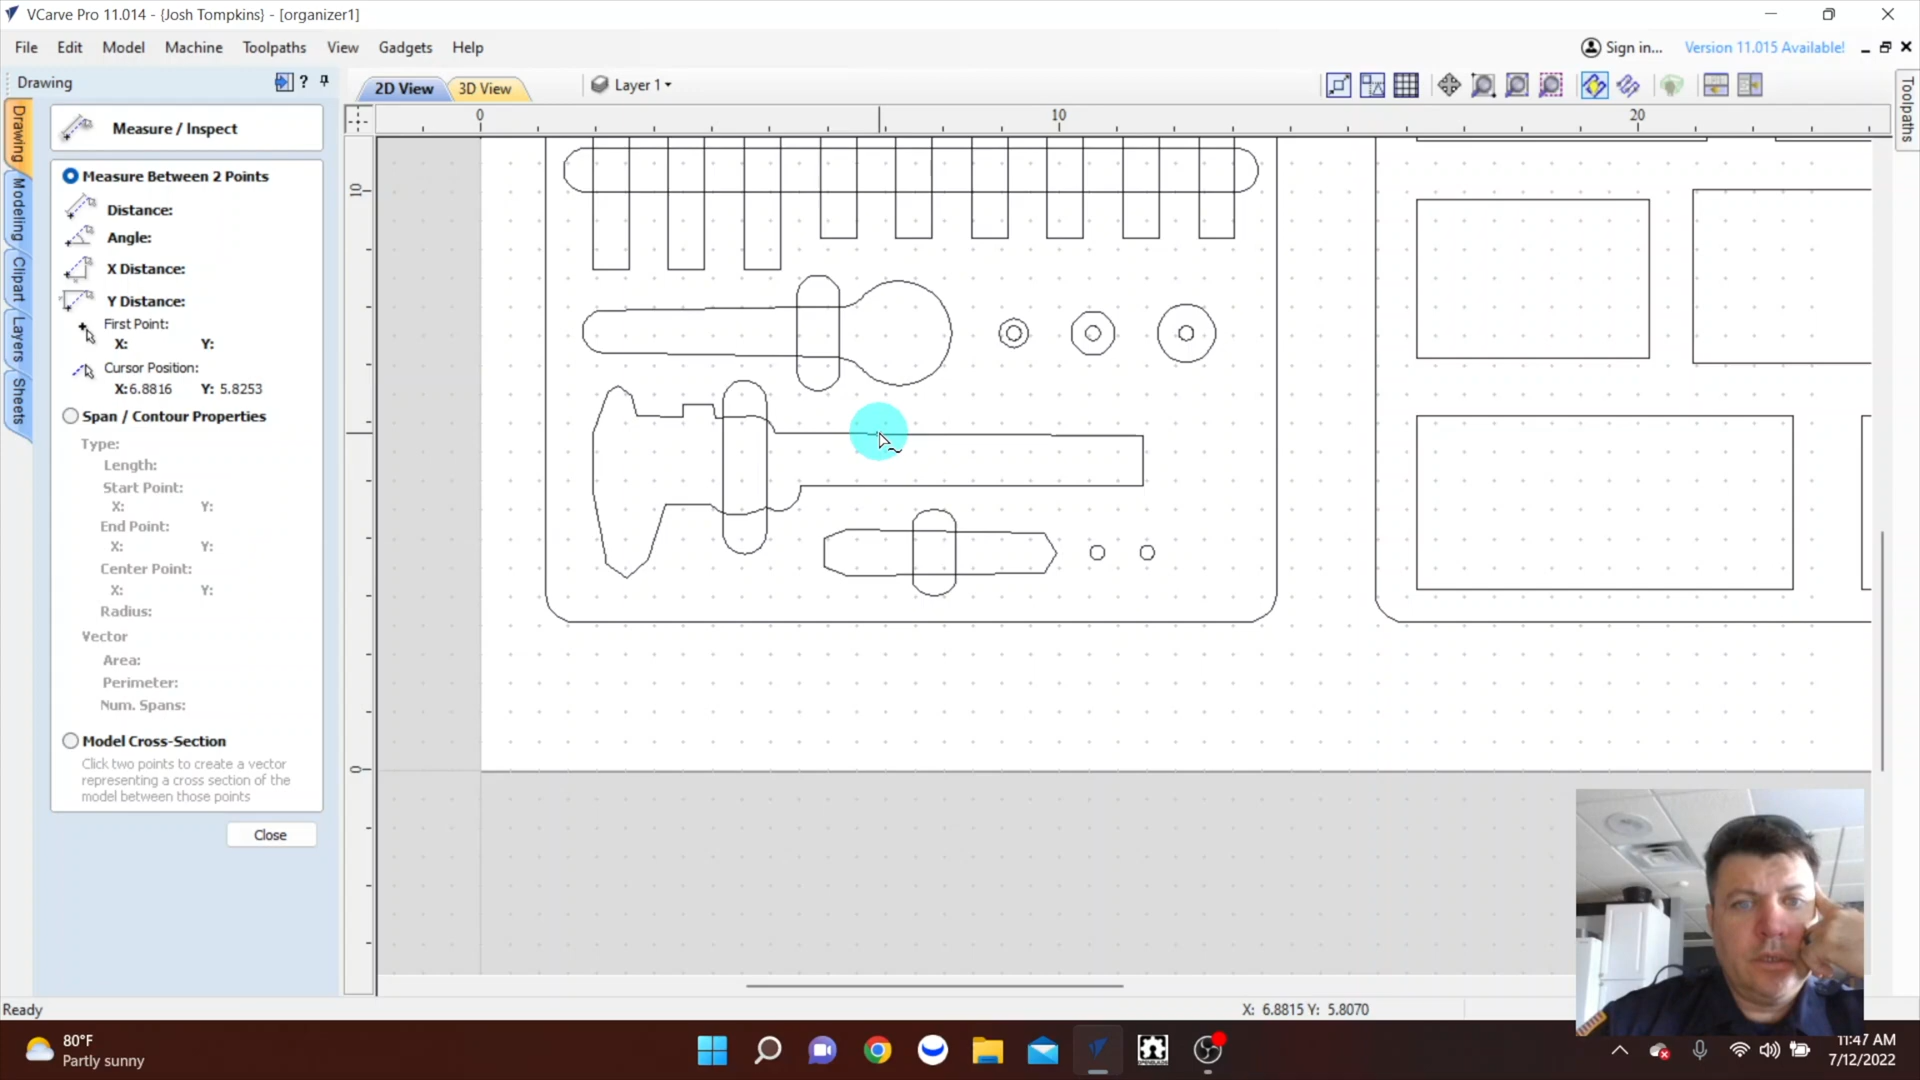 VCarve Pro 11.014 - {Josh Tompkins} - [organizer1]
File Edit Model Machine Toolpaths View Gadgets Help
Sign in... Version 11.015 Available!
Drawing
2D View 3D View Layer 1
Toolpaths
Drawing
Modeling
Clipart
Layers
Sheets
Measure / Inspect
Measure Between 2 Points
Distance:
Angle:
X Distance:
Y Distance:
First Point:
X: Y:
Cursor Position:
X:6.8816 Y: 5.8253
Span / Contour Properties
Type:
Length:
Start Point:
X: Y:
End Point:
X: Y:
Center Point:
X: Y:
Radius:
Vector
Area:
Perimeter:
Num. Spans:
Model Cross-Section
Click two points to create a vector
representing a cross section of the
model between those points
Close
0 10 20
10
0
Ready
X: 6.8815 Y: 5.8070
80°F
Partly sunny
11:47 AM
7/12/2022